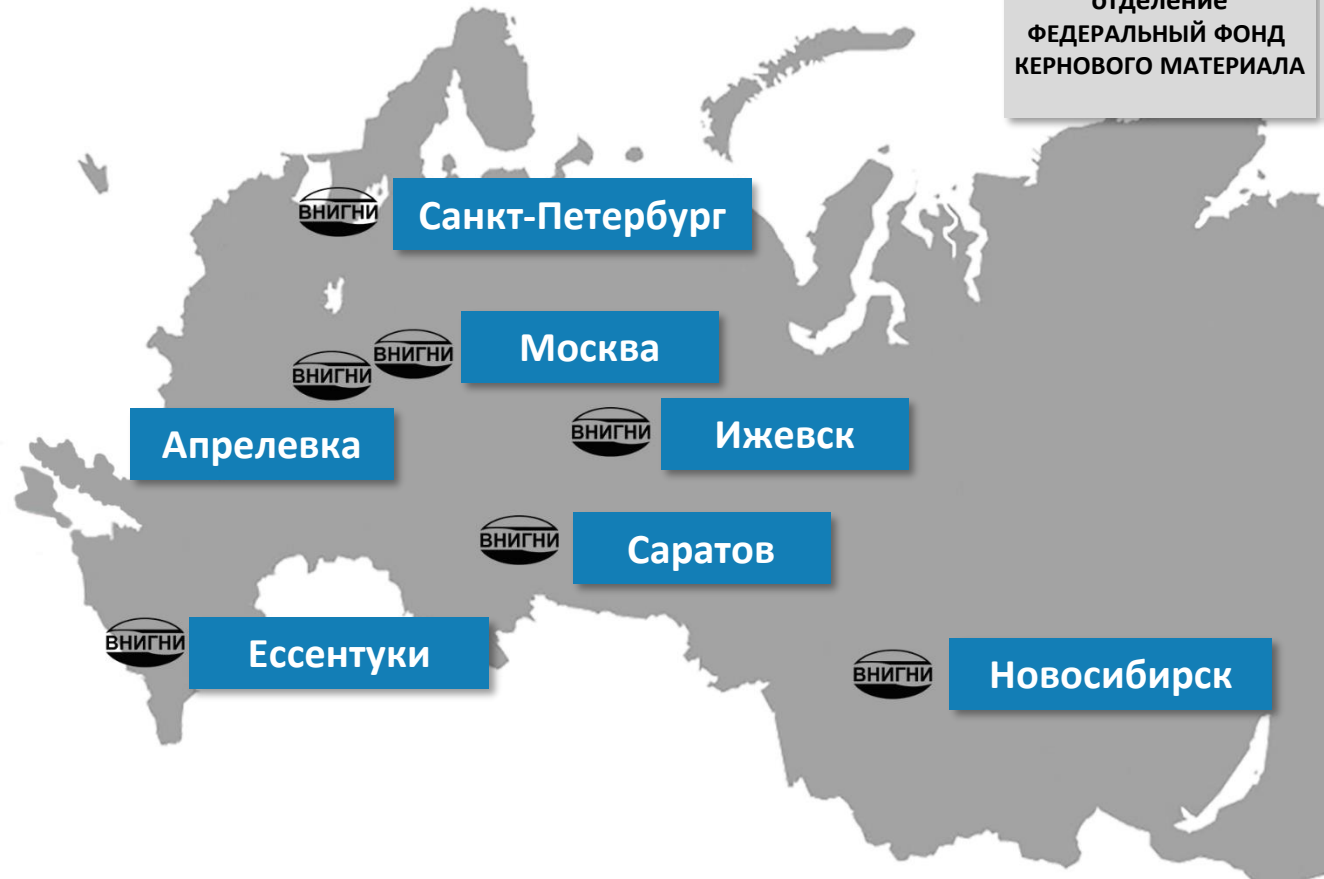 отделение
ФЕДЕРАЛЬНЫЙ ФОНД
КЕРНОВОГО МАТЕРИАЛА
ВНИГНИ
Санкт-Петербург
ВНИГНИ
Москва
ВНИГНИ
Апрелевка
ВНИГНИ
Ижевск
ВНИГНИ
Саратов
ВНИГНИ
Ессентуки
ВНИГНИ
Новосибирск